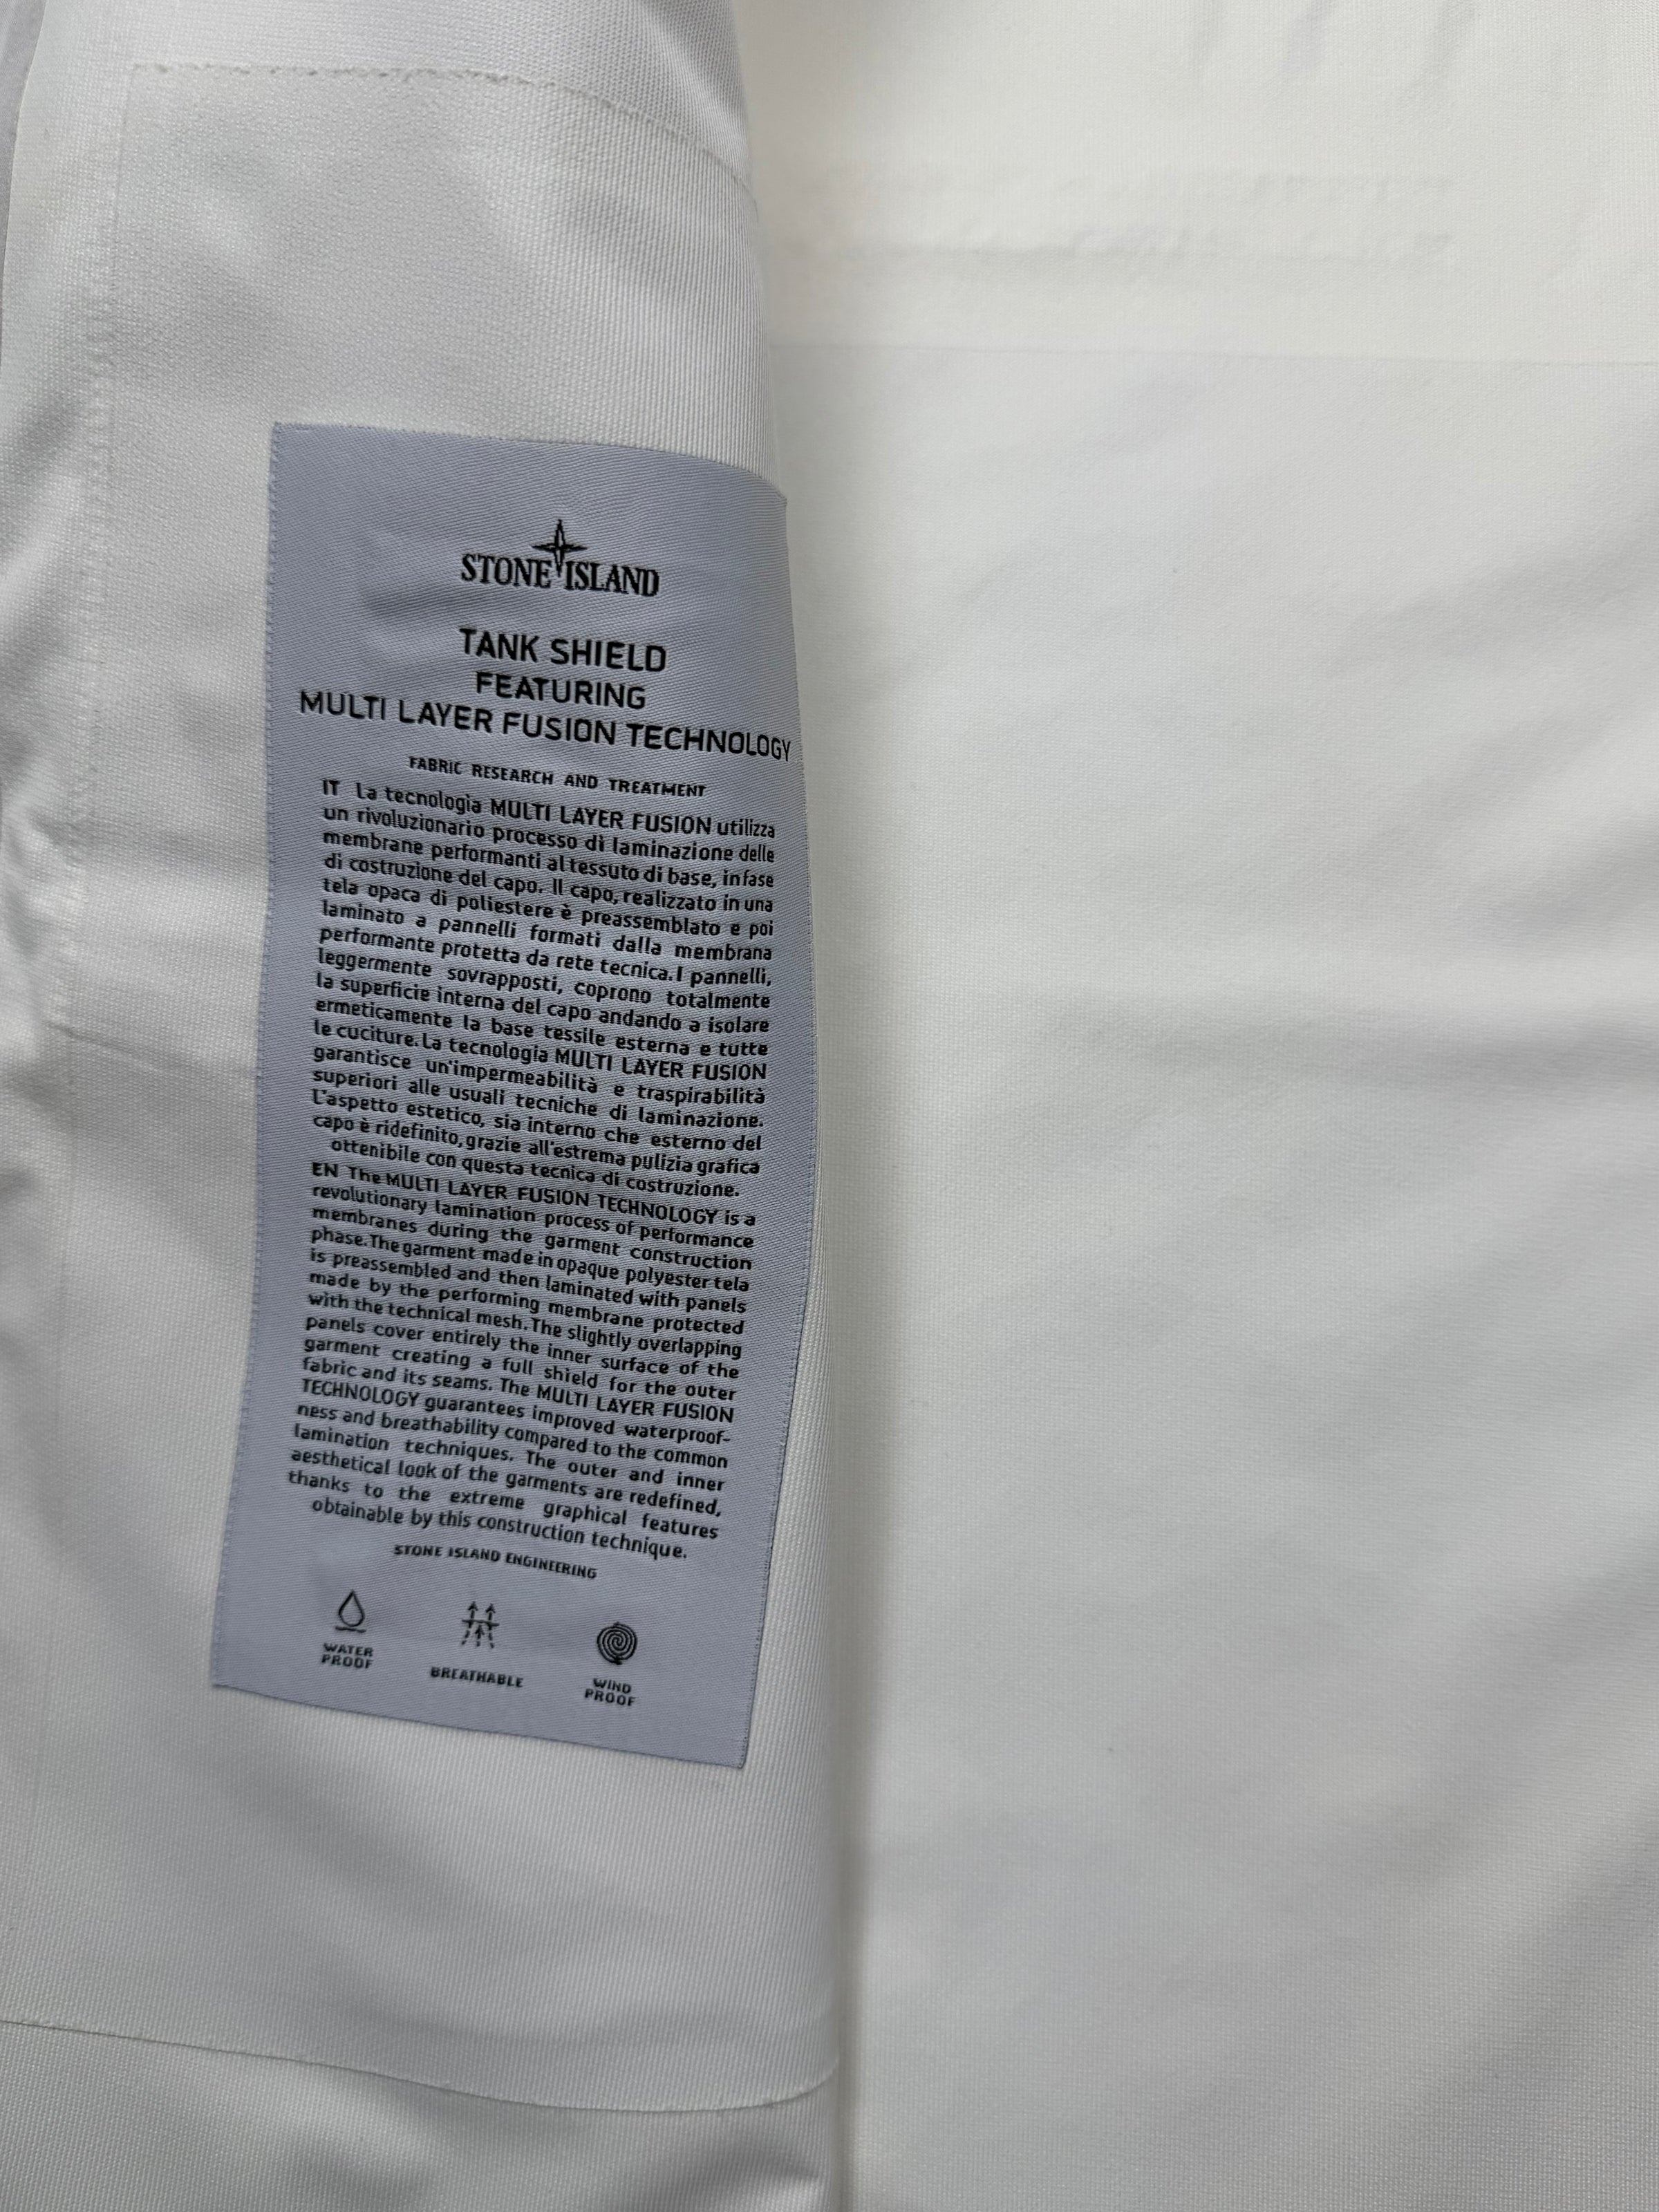 STONE ISLAND
TANK SHIELD
FEATURING
MULTI LAYER FUSION TECHNOLOGY
FABRIC RESEARCH AND TREATMENT
IT La tecnologia MULTI LAYER FUSION utilizza
un rivoluzionario processo di laminazione delle
membrane performanti al tessuto di base, in fase
di costruzione del capo. Il capo, realizzato in una
tela opaca di poliestere è preassemblato e poi
laminato a pannelli formati dalla membrana
performante protetta da rete tecnica. I pannelli,
leggermente sovrapposti, coprono totalmente
la superficie interna del capo andando a isolare
ermeticamente la base tessile esterna e tutte
le cuciture. La tecnologia MULTI LAYER FUSION
garantisce un'impermeabilità e traspirabilità
superiori alle usuali tecniche di laminazione.
L'aspetto estetico, sia interno che esterno del
capo è ridefinito, grazie all'estrema pulizia grafica
ottenibile con questa tecnica di costruzione.
EN The MULTI LAYER FUSION TECHNOLOGY is a
revolutionary lamination process of performance
membranes during the garment construction
phase. The garment made in opaque polyester tela
is preassembled and then laminated with panels
made by the performing membrane protected
with the technical mesh. The slightly overlapping
panels cover entirely the inner surface of the
garment creating a full shield for the outer
fabric and its seams. The MULTI LAYER FUSION
TECHNOLOGY guarantees improved waterproof-
ness and breathability compared to the common
lamination techniques. The outer and inner
aesthetical look of the garments are redefined,
thanks to the extreme graphical features
obtainable by this construction technique.
STONE ISLAND ENGINEERING
WATER
PROOF
BREATHABLE
WIND
PROOF